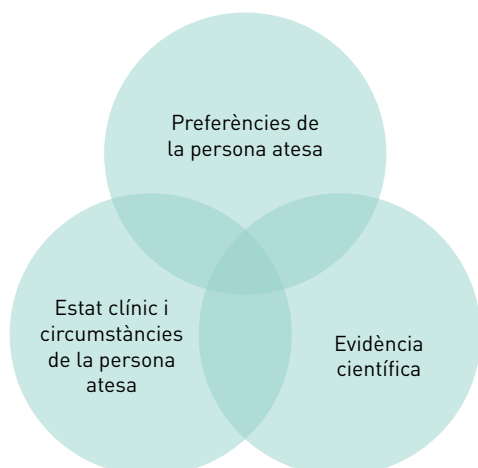 Preferències de
la persona atesa
Estat clínic i
circumstàncies
de la persona
atesa
Evidència
científica